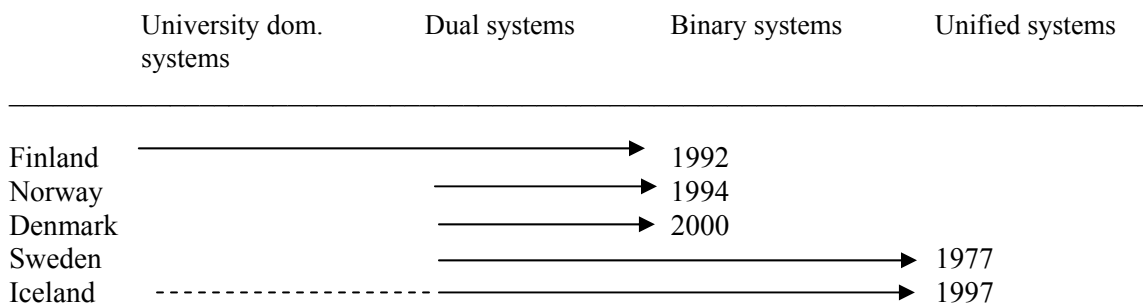 University dom. systems Dual systems Binary systems Unified systems
Finland 1992
Norway 1994
Denmark 2000
Sweden 1977
Iceland 1997